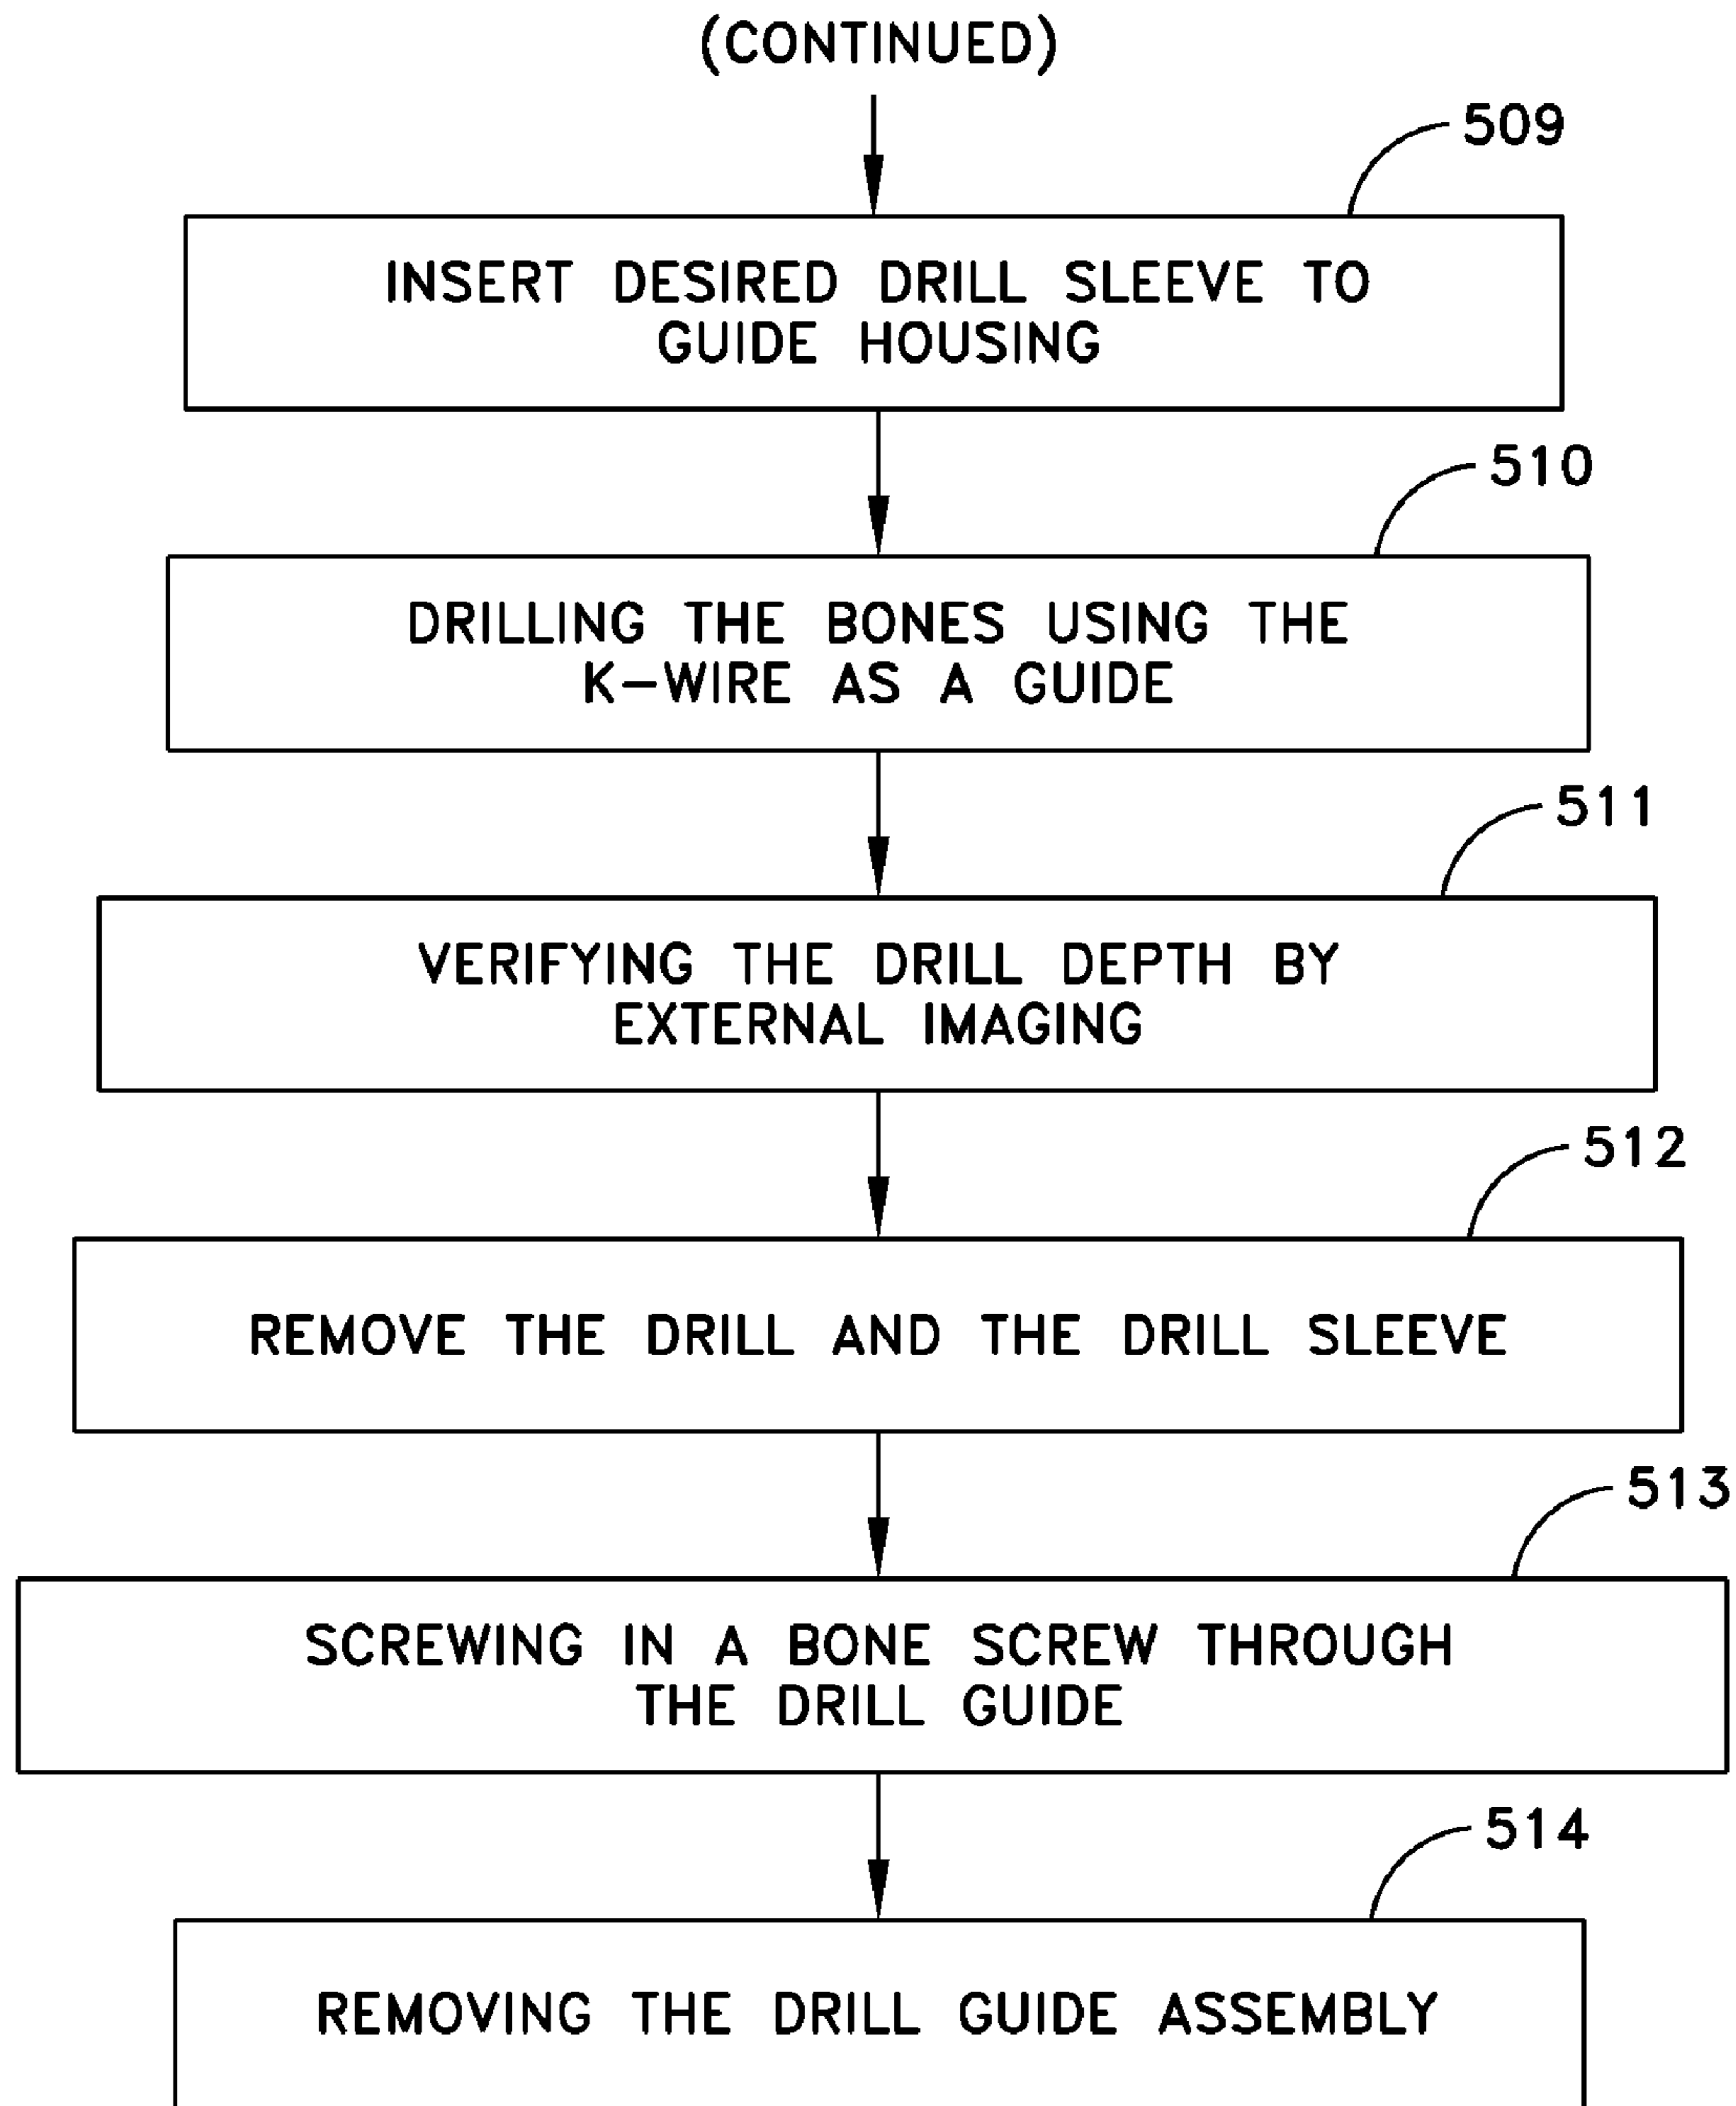 (CONTINUED)
509
INSERT DESIRED DRILL SLEEVE TO
GUIDE HOUSING
510
DRILLING THE BONES USING THE
K-WIRE AS A GUIDE
511
VERIFYING THE DRILL DEPTH BY
EXTERNAL IMAGING
512
REMOVE THE DRILL AND THE DRILL SLEEVE
513
SCREWING IN A BONE SCREW THROUGH
THE DRILL GUIDE
514
REMOVING THE DRILL GUIDE ASSEMBLY